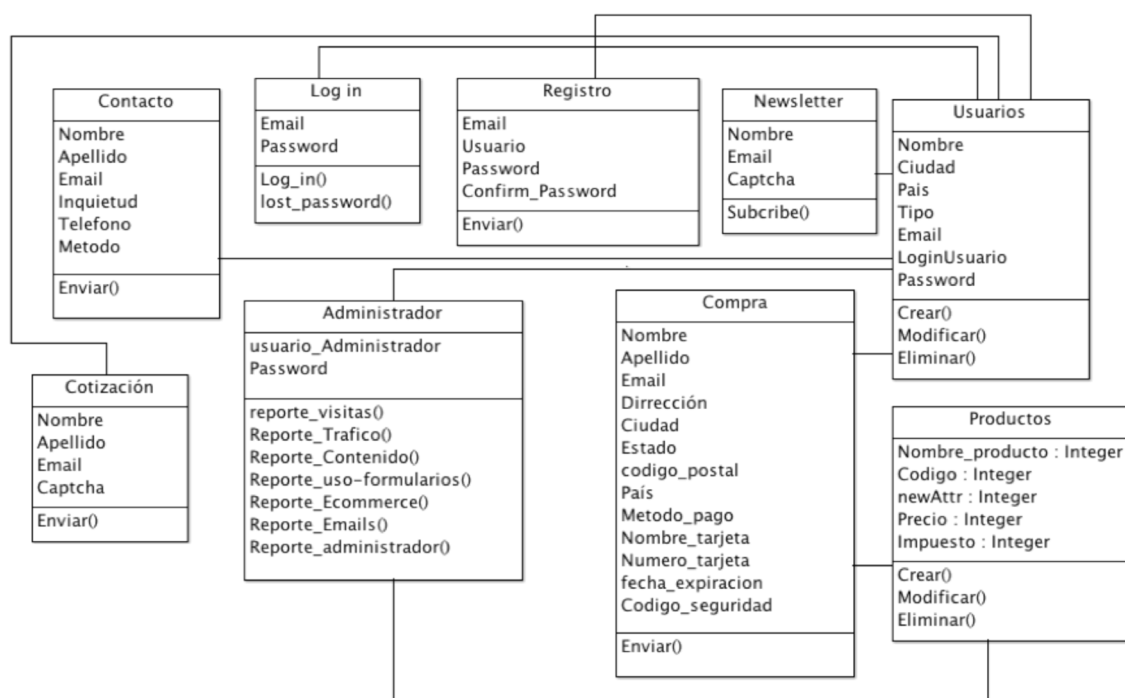 Contacto
Nombre
Apellido
Email
Inquietud
Telefono
Metodo
Enviar()
Log in
Email
Password
Log_in()
lost_password()
Registro
Email
Usuario
Password
Confirm_Password
Enviar()
Newsletter
Nombre
Email
Captcha
Subcribe()
Usuarios
Nombre
Ciudad
Pais
Tipo
Email
LoginUsuario
Password
Crear()
Modificar()
Eliminar()
Cotización
Nombre
Apellido
Email
Captcha
Enviar()
Administrador
usuario_Administrador
Password
reporte_visitas()
Reporte_Trafico()
Reporte_Contenido()
Reporte_uso-formularios()
Reporte_Ecommerce()
Reporte_Emails()
Reporte_administrador()
Compra
Nombre
Apellido
Email
Dirrección
Ciudad
Estado
codigo_postal
País
Metodo_pago
Nombre_tarjeta
Numero_tarjeta
fecha_expiracion
Codigo_seguridad
Enviar()
Productos
Nombre_producto : Integer
Codigo : Integer
newAttr : Integer
Precio : Integer
Impuesto : Integer
Crear()
Modificar()
Eliminar()